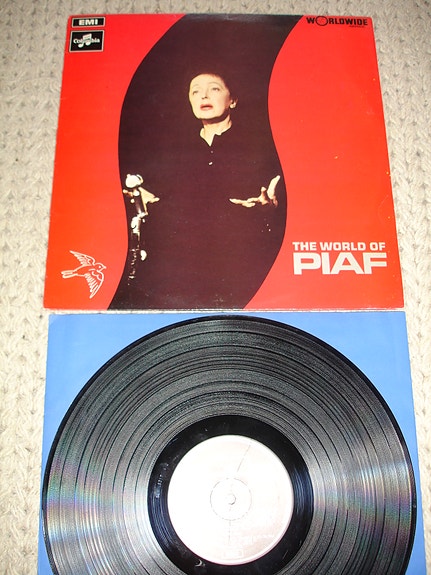 EMI
Columbia
WORLDWIDE
THE WORLD OF
PIAF